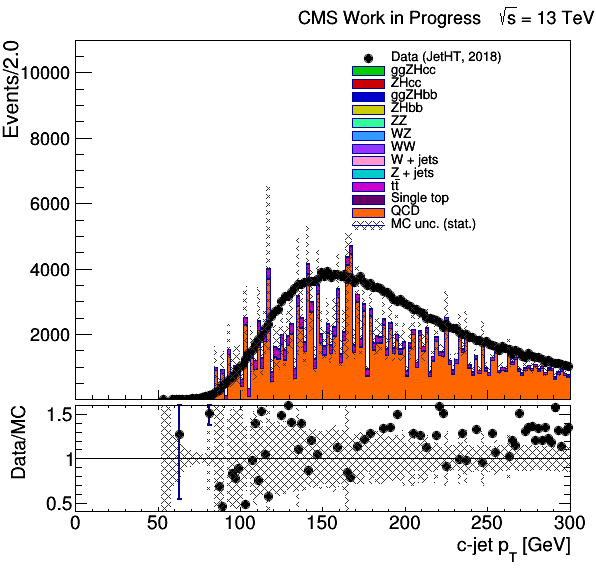 CMS Work in Progress √s = 13 TeV
Events/2.0
10000
8000
6000
4000
2000
Data (JetHT, 2018)
ggZHcc
ZHcc
ggZHbb
ZHbb
ZZ
WZ
WW
W + jets
Z + jets
tt̄
Single top
QCD
MC unc. (stat.)
Data/MC
1.5
1
0.5
0 50 100 150 200 250 300
c-jet p_T [GeV]